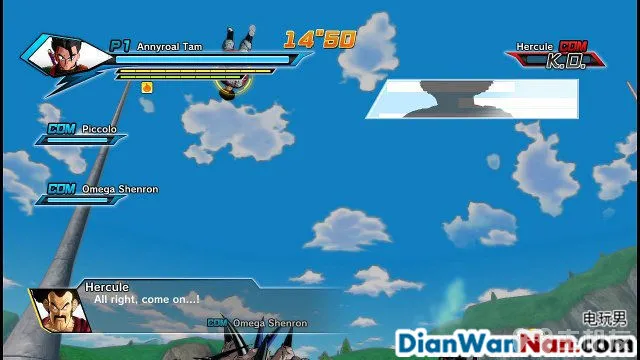 P1 Annyroal Tam
14"50
Hercule COM
K.O.
COM Piccolo
COM Omega Shenron
Hercule
All right, come on...!
COM Omega Shenron
电玩男
DianWanNan.com